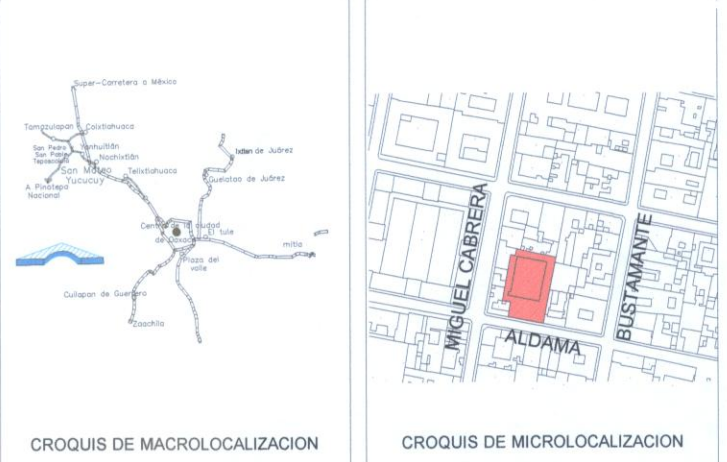 Super-Carretera a México
Tamazulapan
Coixtlahuaca
San Pedro
San Pablo
Teposcolula
Yanhuitlán
Nochixtlán
San Mateo
Yucucuy
Telixtlahuaca
A Pinotepa
Nacional
Ixtlan de Juárez
Guelatao de Juárez
Centro de la ciudad
de Oaxaca
El tule
mitla
Plaza del
valle
Cuilapan de Guerrero
Zaachila
CROQUIS DE MACROLOCALIZACION
MIGUEL CABRERA
BUSTAMANTE
ALDAMA
CROQUIS DE MICROLOCALIZACION